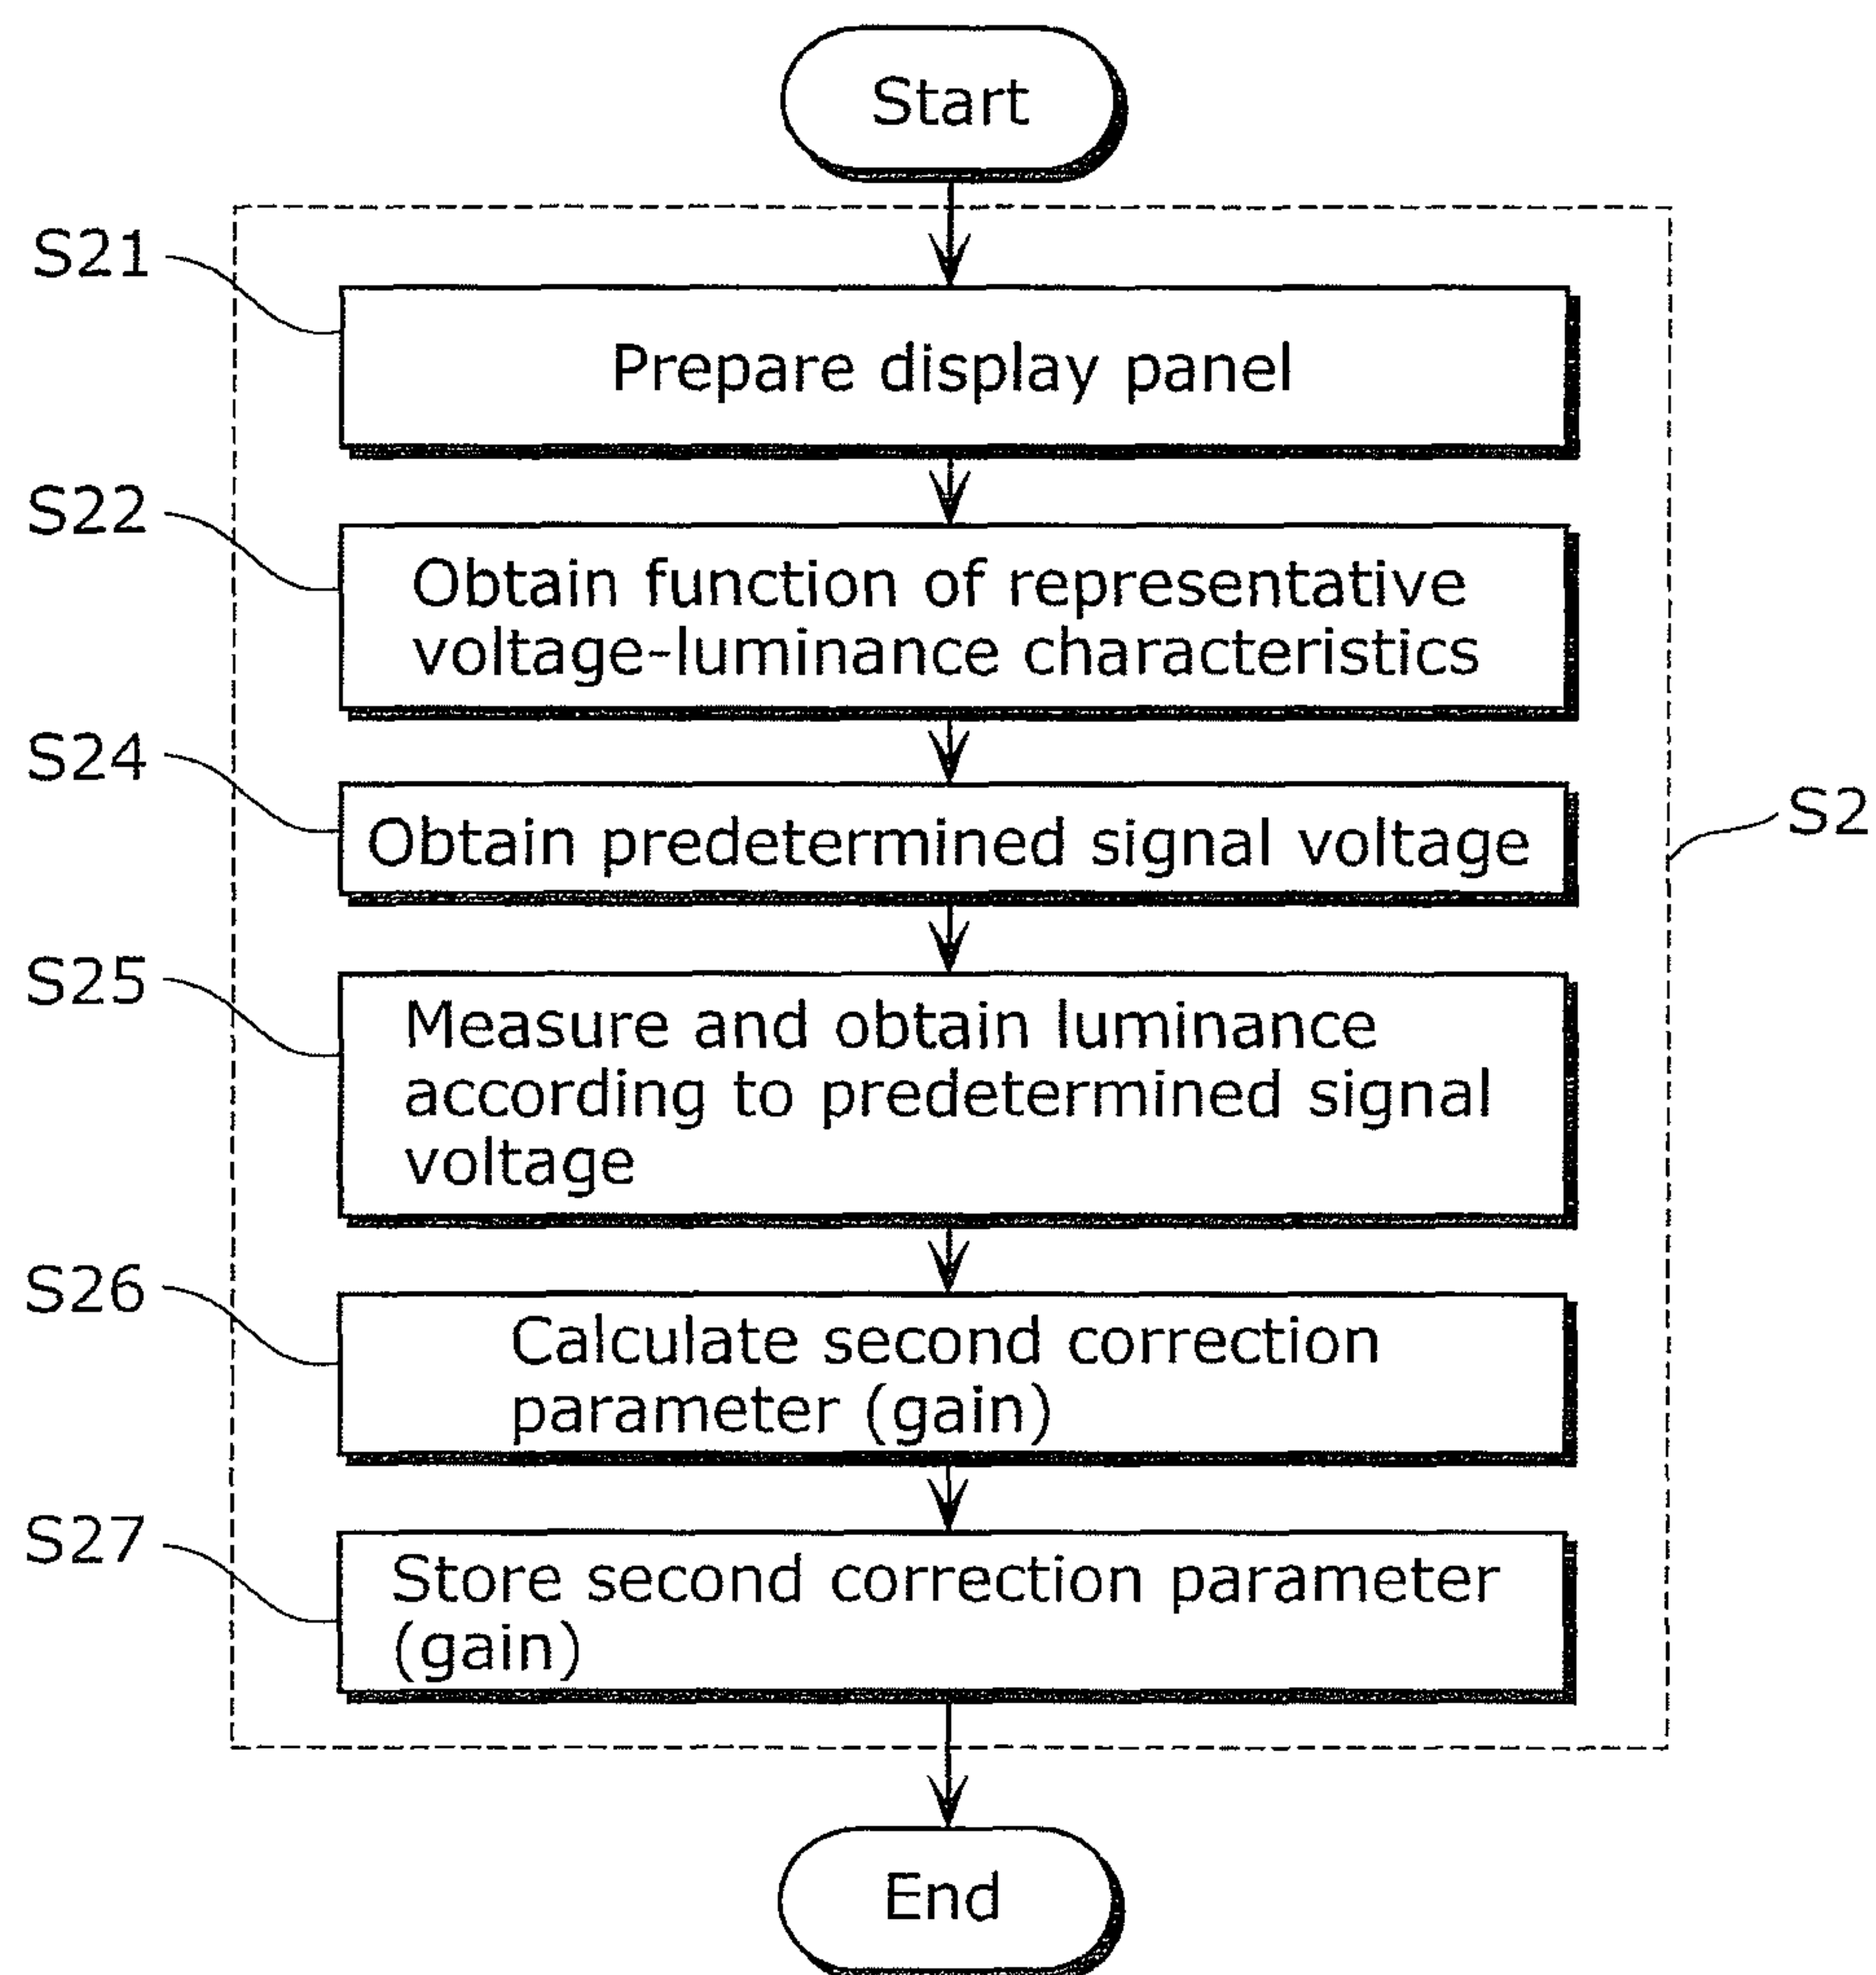 Start
S21
Prepare display panel
S22
Obtain function of representative
voltage-luminance characteristics
S24
Obtain predetermined signal voltage
S2
S25
Measure and obtain luminance
according to predetermined signal
voltage
S26
Calculate second correction
parameter (gain)
S27
Store second correction parameter
(gain)
End